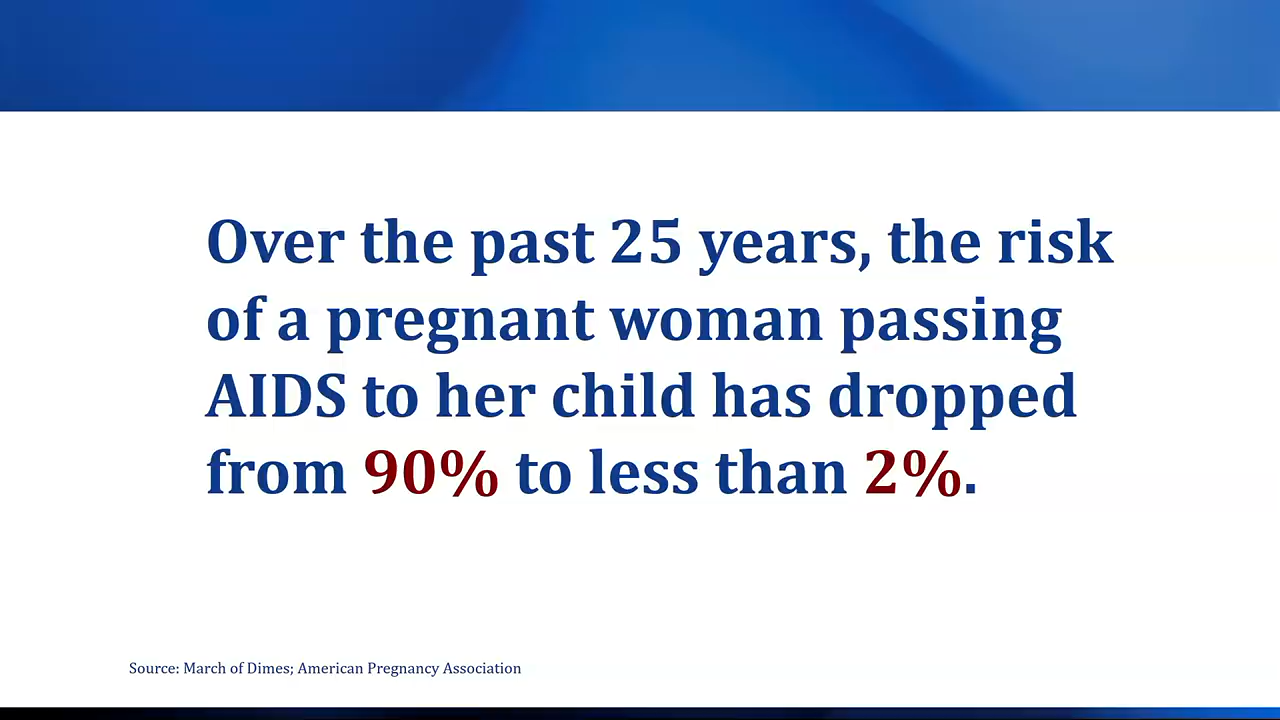 Over the past 25 years, the risk
of a pregnant woman passing
AIDS to her child has dropped
from 90% to less than 2%.
Source: March of Dimes; American Pregnancy Association